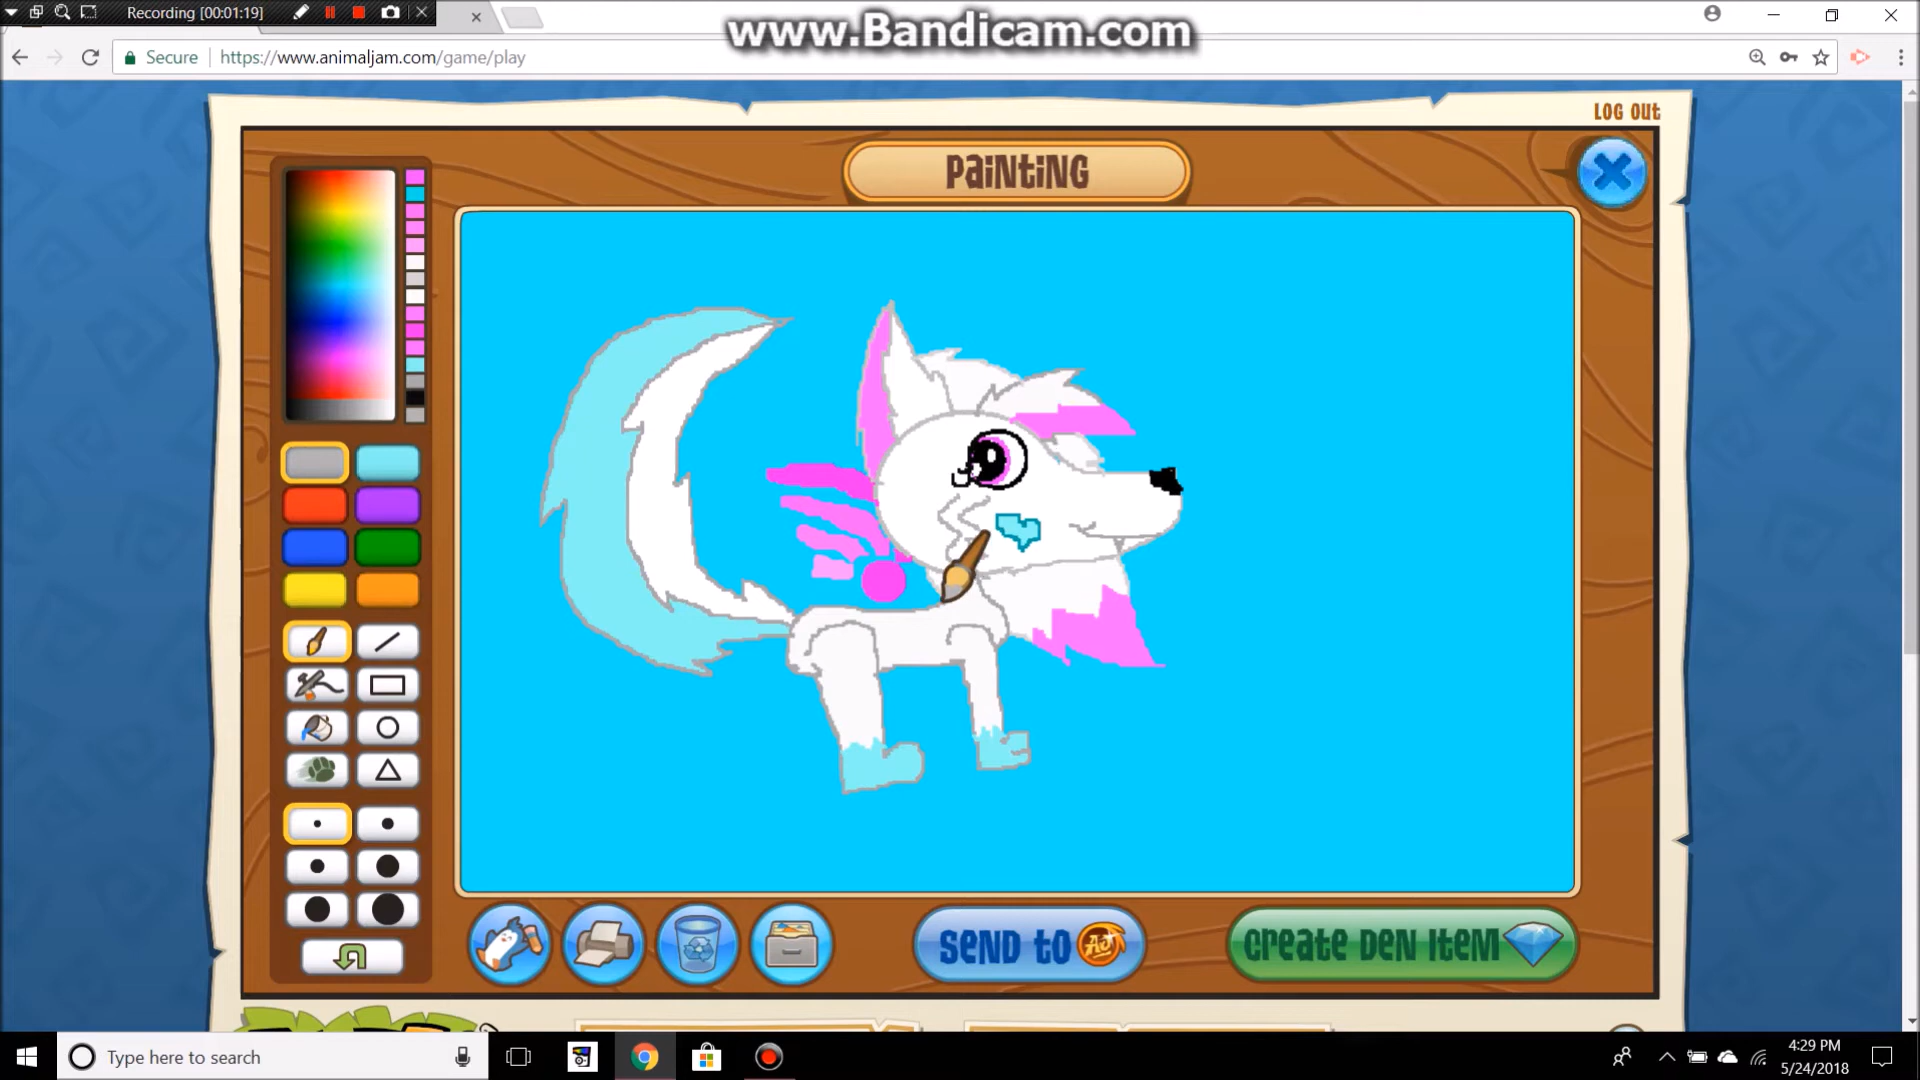 Recording [00:01:19]
www.Bandicam.com
Secure
https://www.animaljam.com/game/play
LOG OUT
PAINTING
SEND TO AJ
CREATE DEN ITEM
Type here to search
4:29 PM
5/24/2018